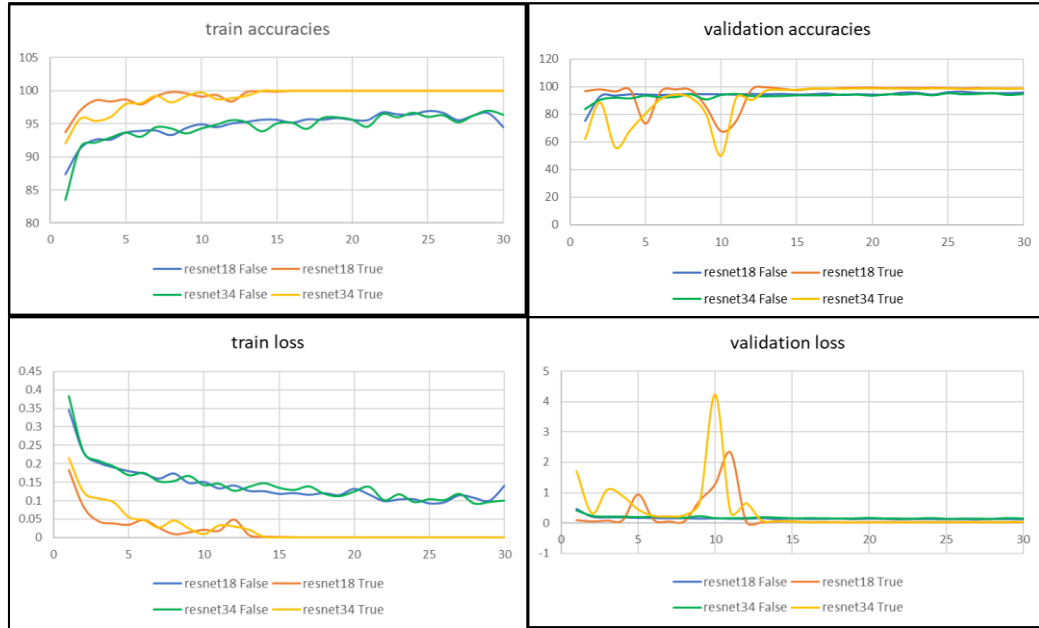 train accuracies
105
100
95
90
85
80
0 5 10 15 20 25 30
resnet18 False resnet18 True
resnet34 False resnet34 True
validation accuracies
120
100
80
60
40
20
0
0 5 10 15 20 25 30
resnet18 False resnet18 True
resnet34 False resnet34 True
train loss
0.45
0.4
0.35
0.3
0.25
0.2
0.15
0.1
0.05
0
0 5 10 15 20 25 30
resnet18 False resnet18 True
resnet34 False resnet34 True
validation loss
5
4
3
2
1
0
-1
0 5 10 15 20 25 30
resnet18 False resnet18 True
resnet34 False resnet34 True